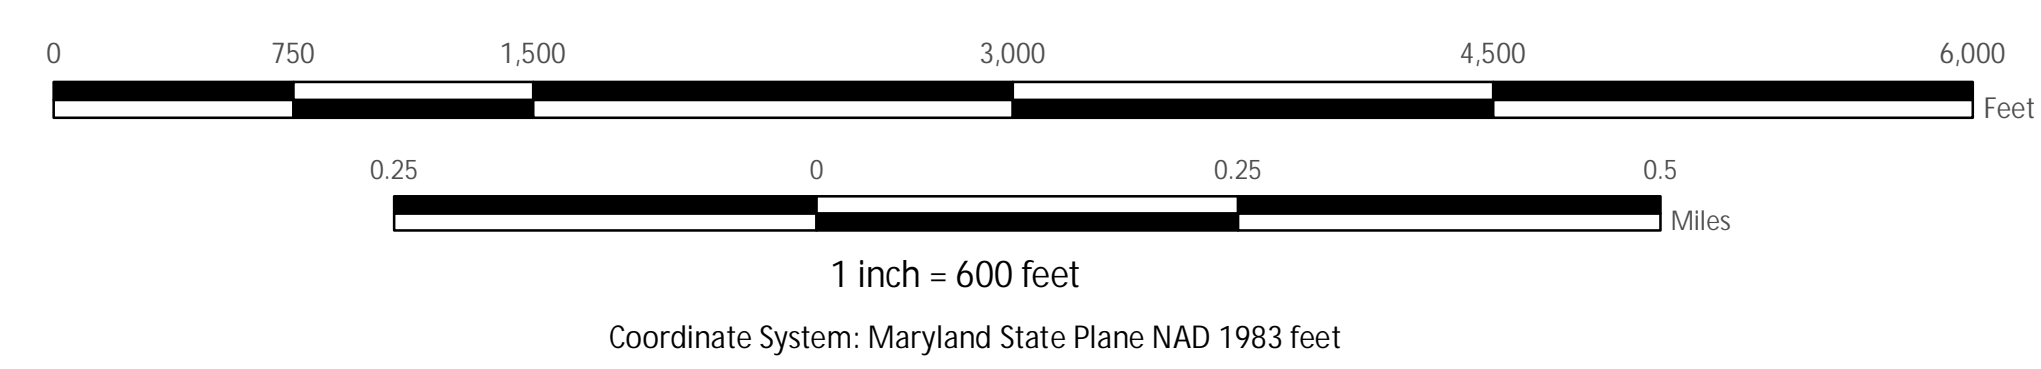 0 750 1,500 3,000 4,500 6,000
Feet
0.25 0 0.25 0.5
Miles
1 inch = 600 feet
Coordinate System: Maryland State Plane NAD 1983 feet